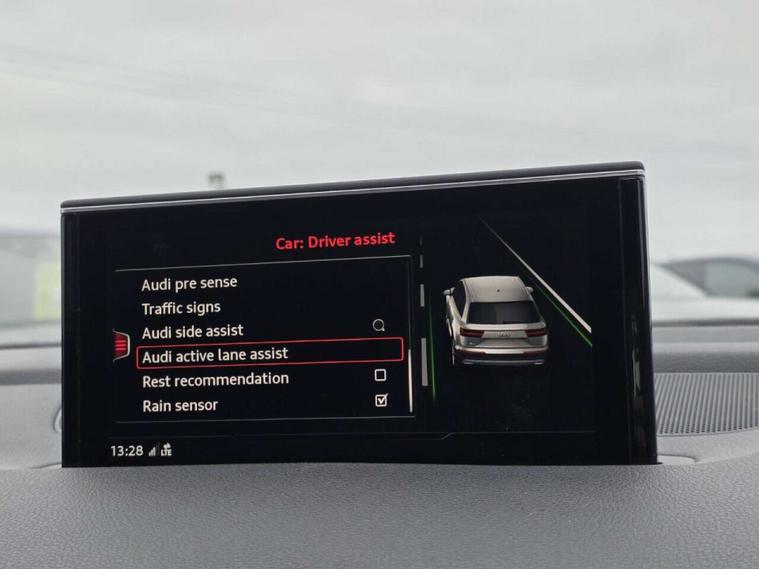 Car: Driver assist
Audi pre sense
Traffic signs
Audi side assist
Audi active lane assist
Rest recommendation
Rain sensor
13:28 LTE